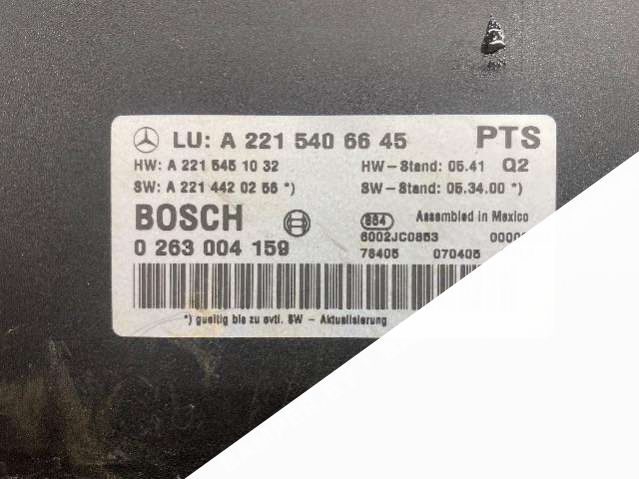 LU: A 221 540 66 45 PTS
HW: A 221 545 10 32 HW-Stand: 05.41 Q2
SW: A 221 442 02 56 *) SW-Stand: 05.34.00 *)
BOSCH Assembled in Mexico
0 263 004 159 6002JC0853
76405 070405
*) gueltig bis zu evtl. SW - Aktualisierung